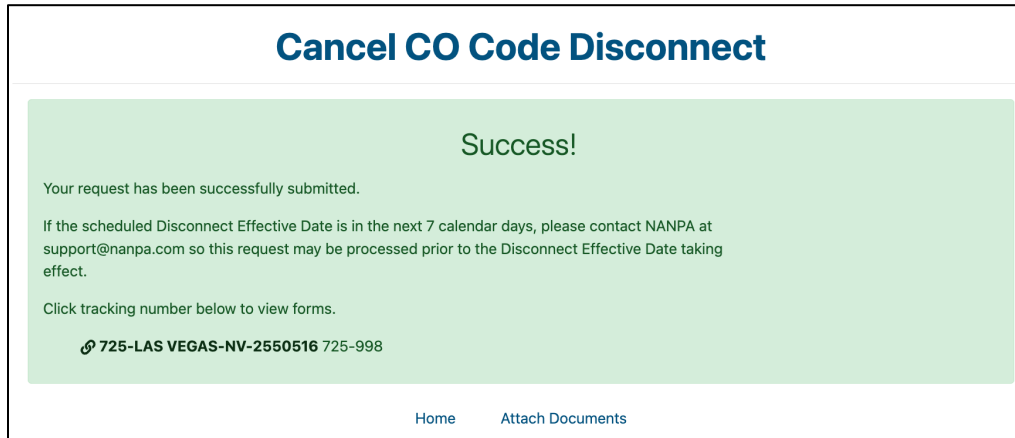 Cancel CO Code Disconnect
Success!
Your request has been successfully submitted.
If the scheduled Disconnect Effective Date is in the next 7 calendar days, please contact NANPA at
support@nanpa.com so this request may be processed prior to the Disconnect Effective Date taking
effect.
Click tracking number below to view forms.
725-LAS VEGAS-NV-2550516 725-998
Home Attach Documents